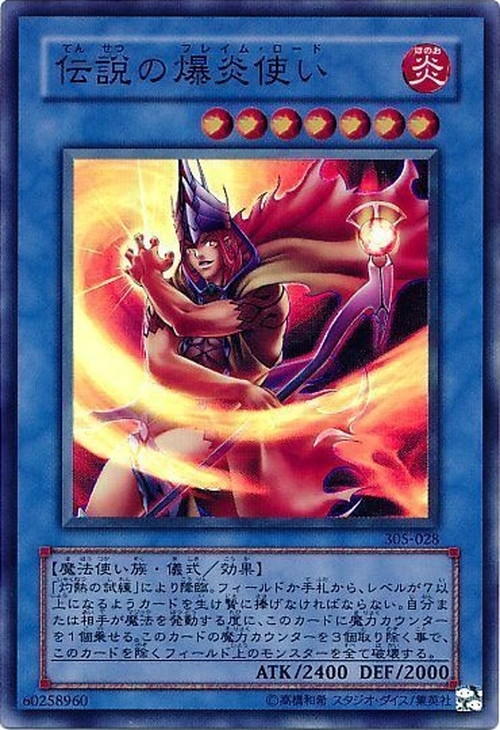 でん せつ フレイム・ロード
伝説の爆炎使い
ほのお
炎
305-028
【魔法使い族・儀式／効果】
「灼熱の試練」により降臨。フィールドか手札から、レベルが7以
上になるようカードを生け贄に捧げなければならない。自分ま
たは相手が魔法を発動する度に、このカードに魔力カウンター
を1個乗せる。このカードの魔力カウンターを3個取り除く事で、
このカードを除くフィールド上のモンスターを全て破壊する。
ATK/2400 DEF/2000
60258960
©高橋和希 スタジオ・ダイス/集英社